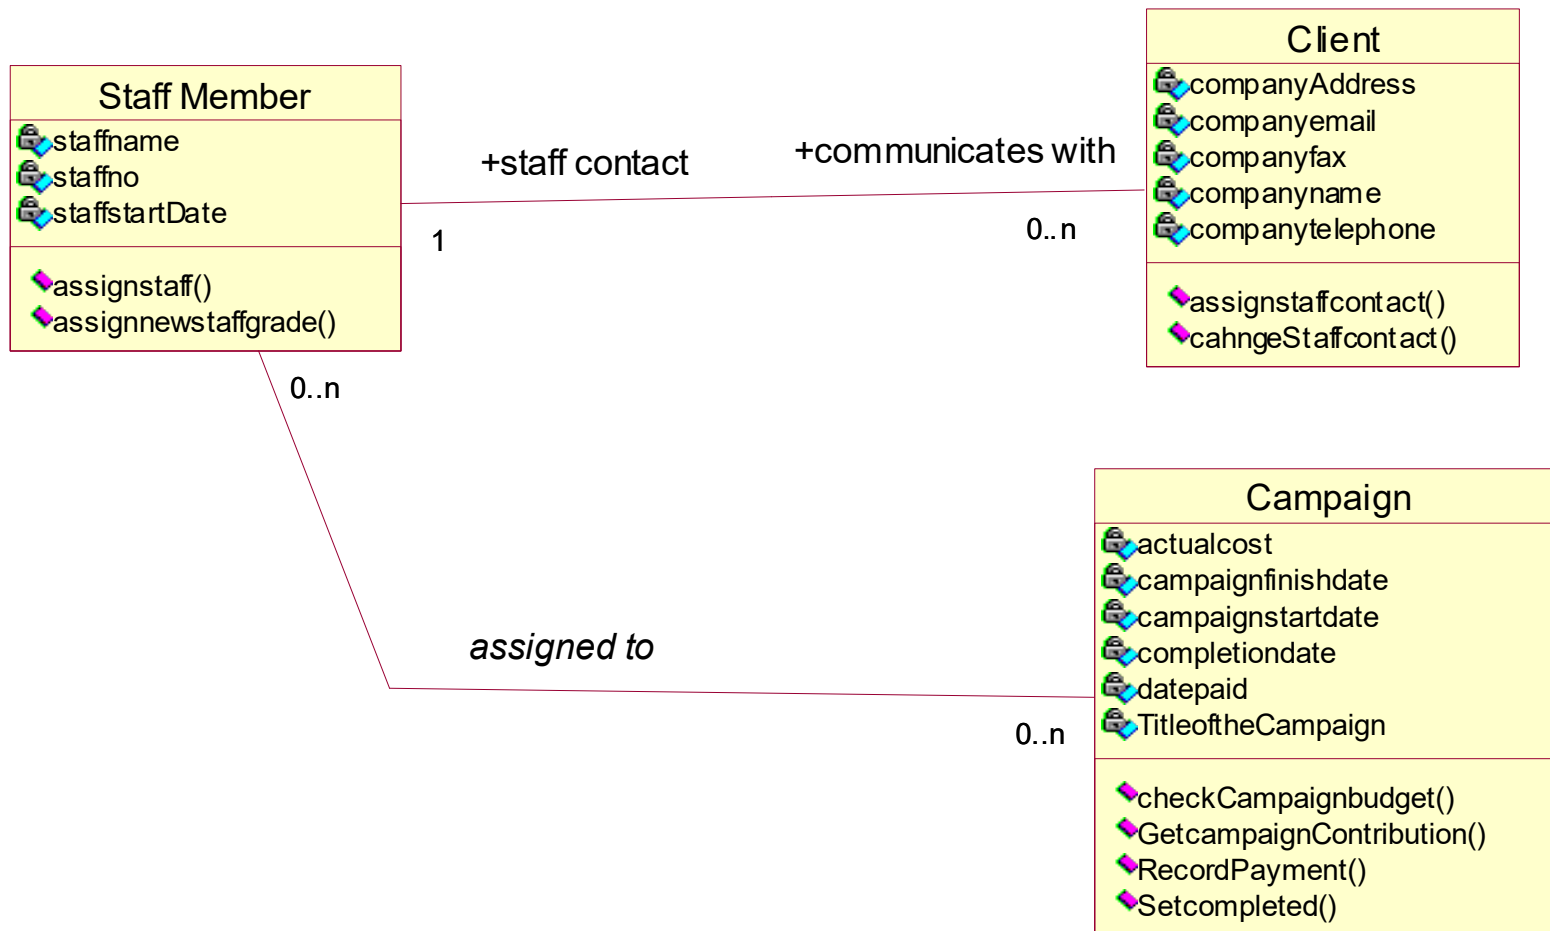 Staff Member
staffname
staffno
staffstartDate
assignstaff()
assignnewstaffgrade()
+staff contact
+communicates with
1
0..n
Client
companyAddress
companyemail
companyfax
companyname
companytelephone
assignstaffcontact()
cahngeStaffcontact()
0..n
assigned to
0..n
Campaign
actualcost
campaignfinishdate
campaignstartdate
completiondate
datepaid
TitleoftheCampaign
checkCampaignbudget()
GetcampaignContribution()
RecordPayment()
Setcompleted()